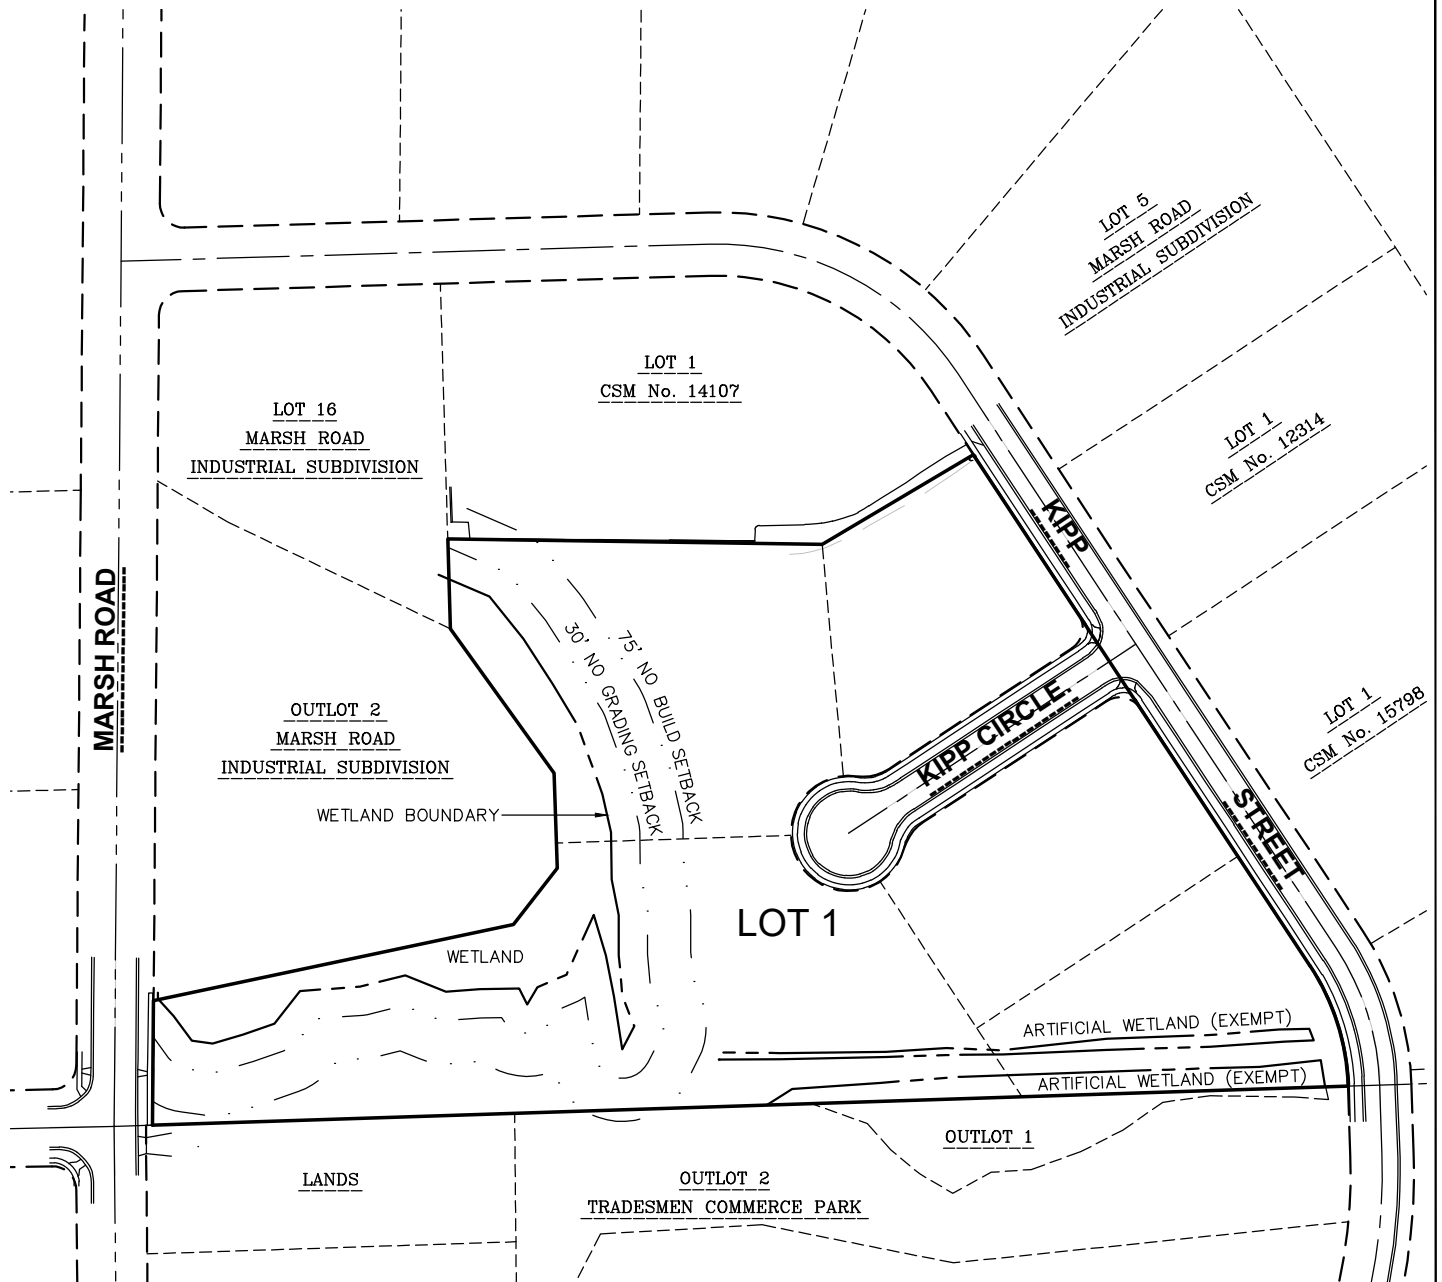 LOT 5
MARSH ROAD
INDUSTRIAL SUBDIVISION
LOT 1
CSM No. 14107
LOT 16
MARSH ROAD
INDUSTRIAL SUBDIVISION
LOT 1
CSM No. 12314
KIPP
MARSH ROAD
30' NO GRADING SETBACK
75' NO BUILD SETBACK
OUTLOT 2
MARSH ROAD
INDUSTRIAL SUBDIVISION
KIPP CIRCLE.
LOT 1
CSM No. 15798
WETLAND BOUNDARY
STREET
LOT 1
WETLAND
ARTIFICIAL WETLAND (EXEMPT)
ARTIFICIAL WETLAND (EXEMPT)
OUTLOT 1
LANDS
OUTLOT 2
TRADESMEN COMMERCE PARK